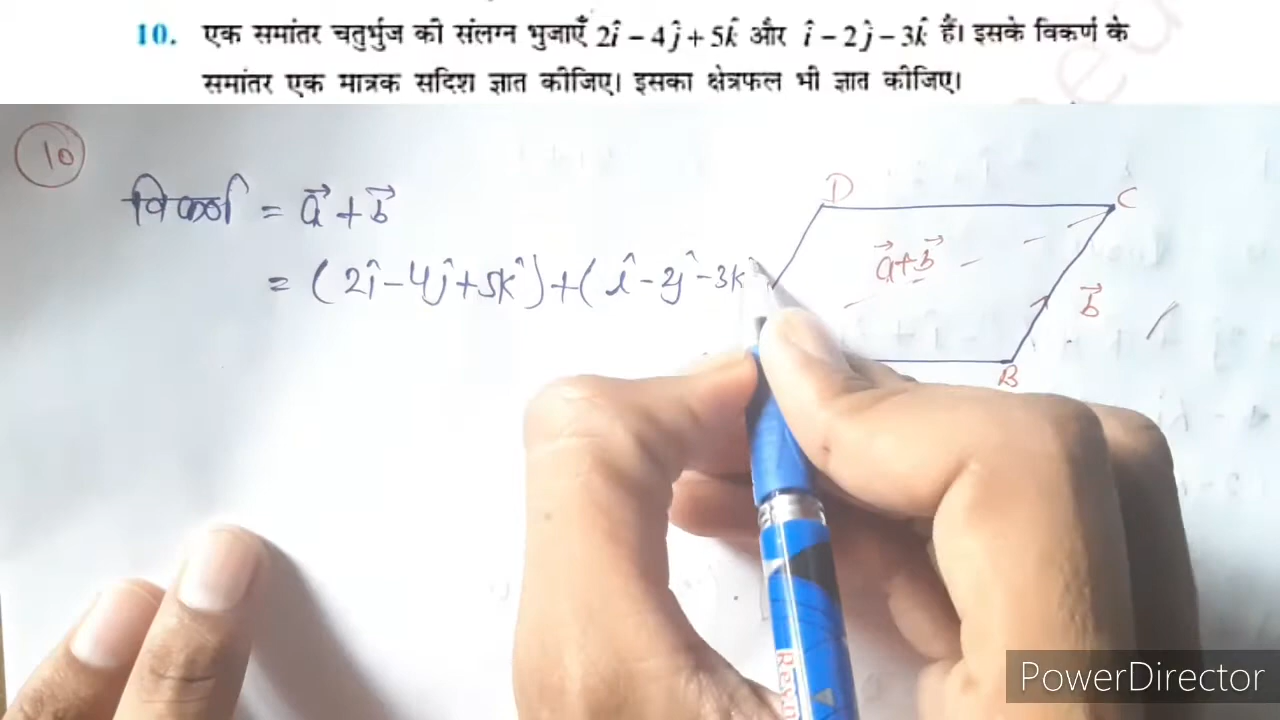 10. एक समांतर चतुर्भुज की संलग्न भुजाएँ 2î − 4ĵ + 5k̂ और î − 2ĵ − 3k̂ हैं। इसके विकर्ण के
समांतर एक मात्रक सदिश ज्ञात कीजिए। इसका क्षेत्रफल भी ज्ञात कीजिए।
10
विकर्ण = a⃗ + b⃗
= (2î − 4ĵ + 5k̂) + (î − 2ĵ − 3k̂
D
C
a⃗+b⃗
b⃗
B
PowerDirector